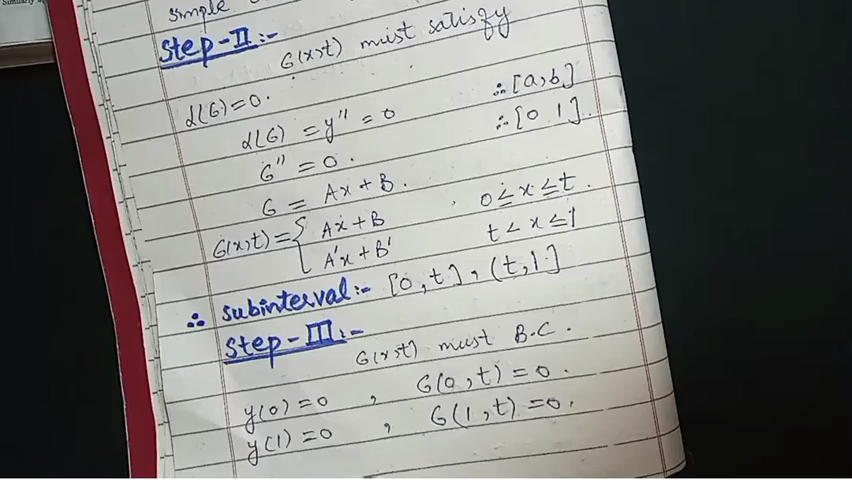 simple
Step-II:-
G(x,t) must satisfy
L(G)=0.
L(G) = y'' = 0 ∴ [a,b]
G'' = 0. ∴ [0 1].
G = Ax + B.
G(x,t) = { Ax + B 0 ≤ x ≤ t.
A'x + B' t < x ≤ 1
∴ subinterval:- [0,t], (t,1]
Step-III:-
G(x,t) must B.C.
y(0)=0 , G(0,t) = 0.
y(1)=0 , G(1,t) = 0.